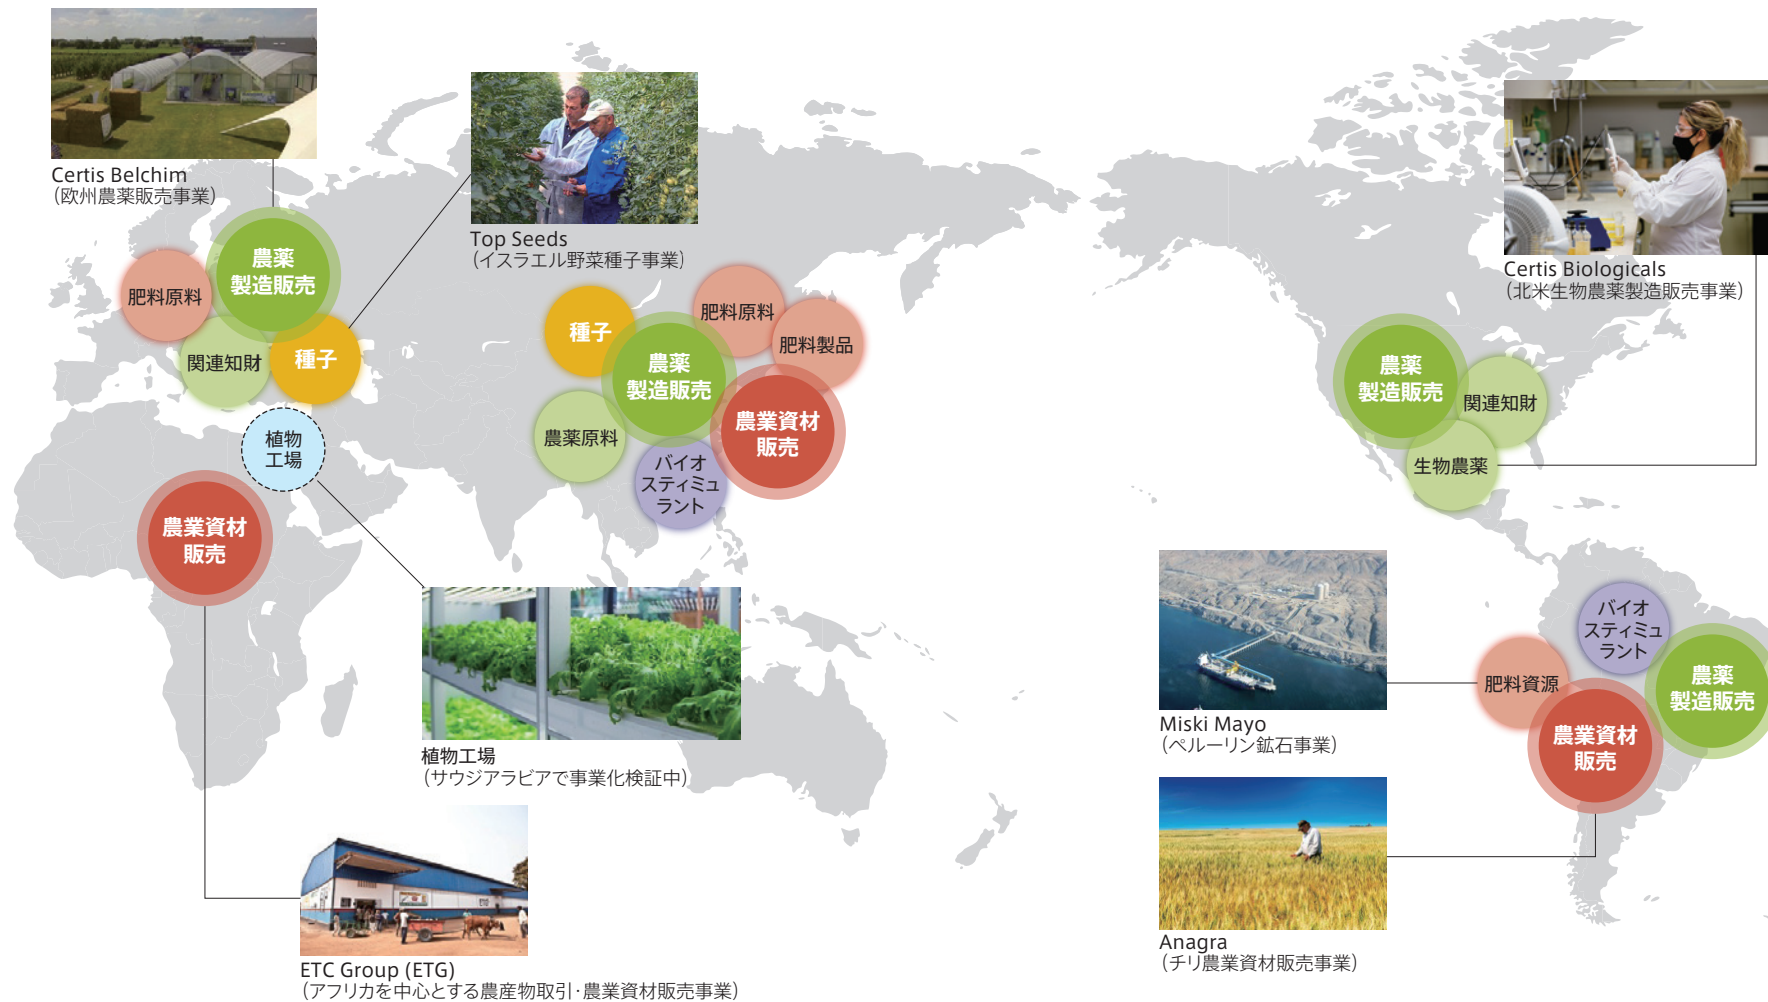 Certis Belchim
（欧州農薬販売事業）
Top Seeds
（イスラエル野菜種子事業）
Certis Biologicals
（北米生物農薬製造販売事業）
農薬
製造販売
肥料原料
関連知財
種子
植物
工場
農業資材
販売
種子
肥料原料
肥料製品
農薬
製造販売
農業資材
販売
農薬原料
バイオ
スティミュ
ラント
農薬
製造販売
関連知財
生物農薬
バイオ
スティミュ
ラント
肥料資源
農薬
製造販売
農業資材
販売
植物工場
（サウジアラビアで事業化検証中）
Miski Mayo
（ペルーリン鉱石事業）
Anagra
（チリ農業資材販売事業）
ETC Group (ETG)
（アフリカを中心とする農産物取引・農業資材販売事業）